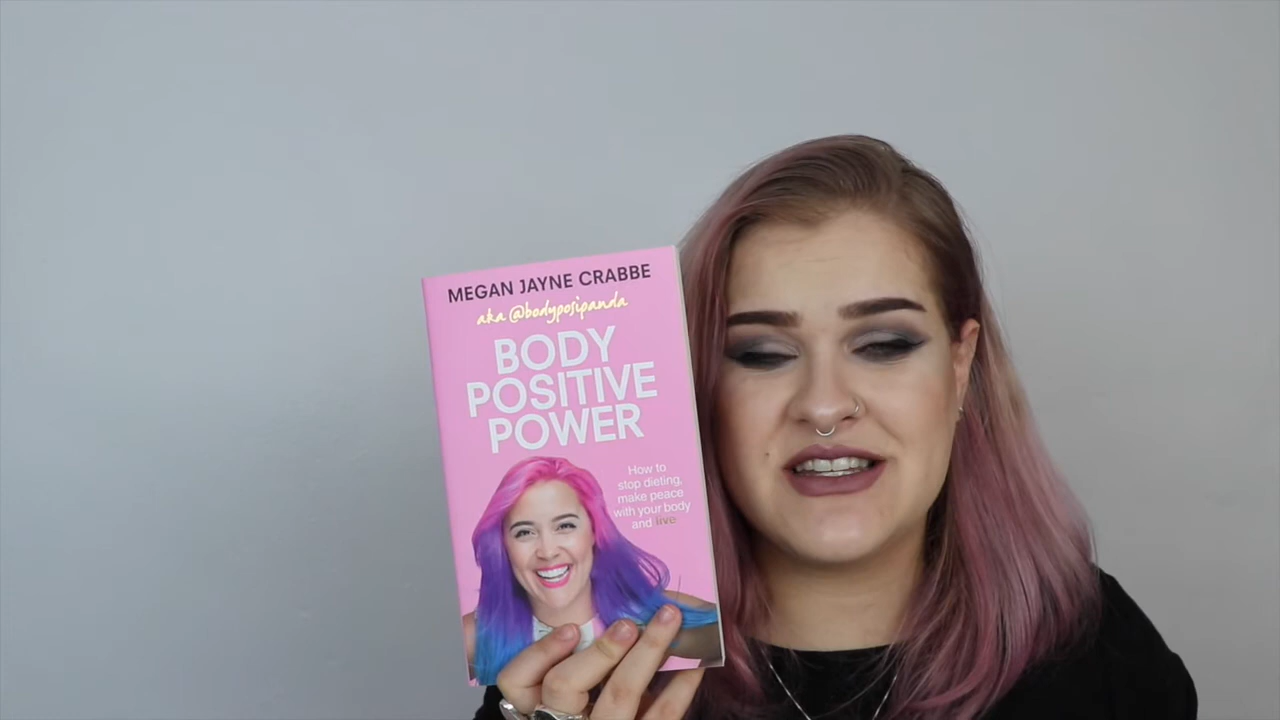 MEGAN JAYNE CRABBE
aka @bodyposipanda
BODY
POSITIVE
POWER
How to
stop dieting,
make peace
with your body
and live